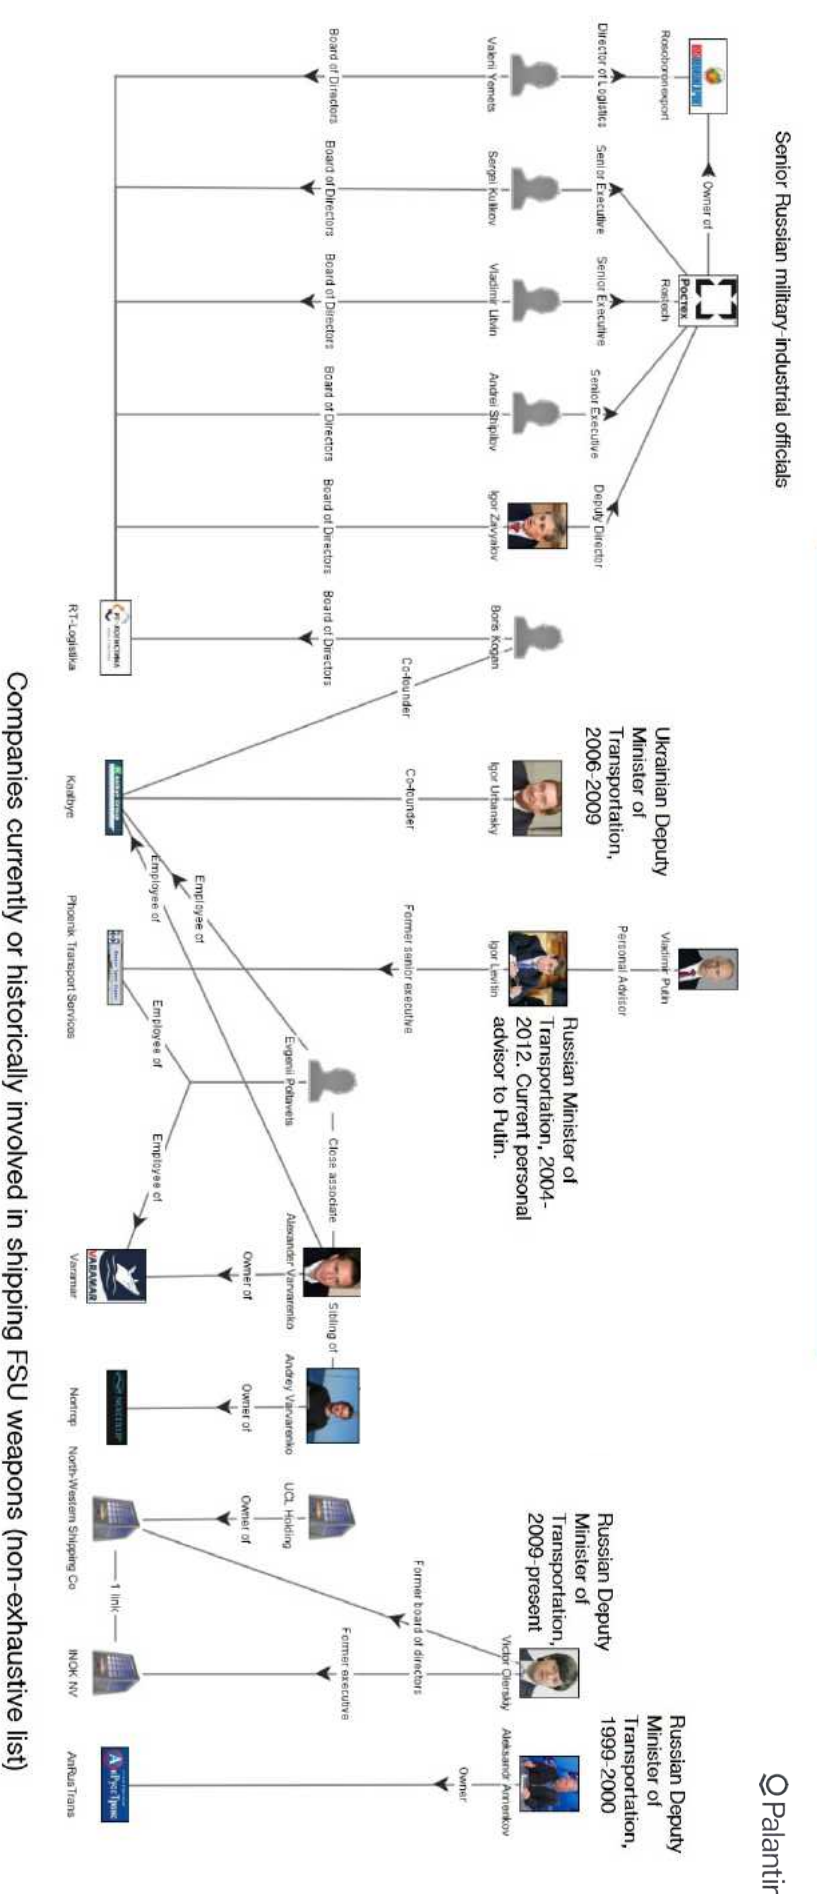 Palantir
Senior Russian military-industrial officials
Owner of
Rosoboronexport
РОСТЕХ
Rostech
Director of Logistics
Senior Executive
Senior Executive
Senior Executive
Deputy Director
Valerii Yemets
Sergei Kulikov
Vladimir Litvin
Andrei Shipilov
Igor Zavyalov
Boris Kogan
Board of Directors
Board of Directors
Board of Directors
Board of Directors
Board of Directors
Board of Directors
Ukrainian Deputy
Minister of
Transportation,
2006-2009
Igor Urbansky
Co-founder
Co-founder
Vladimir Putin
Personal Advisor
Igor Levitin
Russian Minister of
Transportation, 2004-
2012. Current personal
advisor to Putin.
Former senior executive
Evgenii Poltavets
Close associate
Alexander Varvarenko
Sibling of
Andrey Varvarenko
Employee of
Employee of
Employee of
Employee of
Owner of
Owner of
UCL Holding
Owner of
Russian Deputy
Minister of
Transportation,
2009-present
Victor Olerskiy
Former board of directors
Former executive
Russian Deputy
Minister of
Transportation,
1999-2000
Aleksandr Annenkov
Owner
1 link
VARAMAR
АнРусТранс
RT-Logistika
Kaalbye
Phoenix Transport Services
Varamar
Nortrop
North-Western Shipping Co
INOK NV
AnRusTrans
Companies currently or historically involved in shipping FSU weapons (non-exhaustive list)